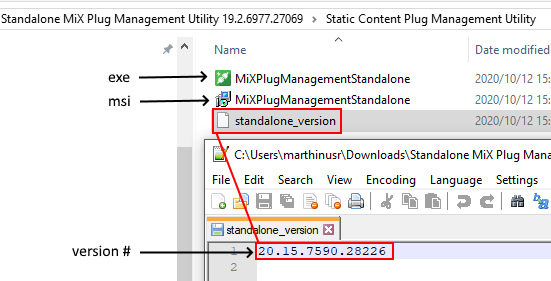 Standalone MiX Plug Management Utility 19.2.6977.27069 > Static Content Plug Management Utility
Name
Date modified
exe
MiXPlugManagementStandalone
2020/10/12 15:
msi
MiXPlugManagementStandalone
2020/10/12 15:
standalone_version
2020/10/12 15:
C:\Users\marthinusr\Downloads\Standalone MiX Plug Mana
File Edit Search View Encoding Language Settings
standalone_version
version #
1 20.15.7590.28226
2